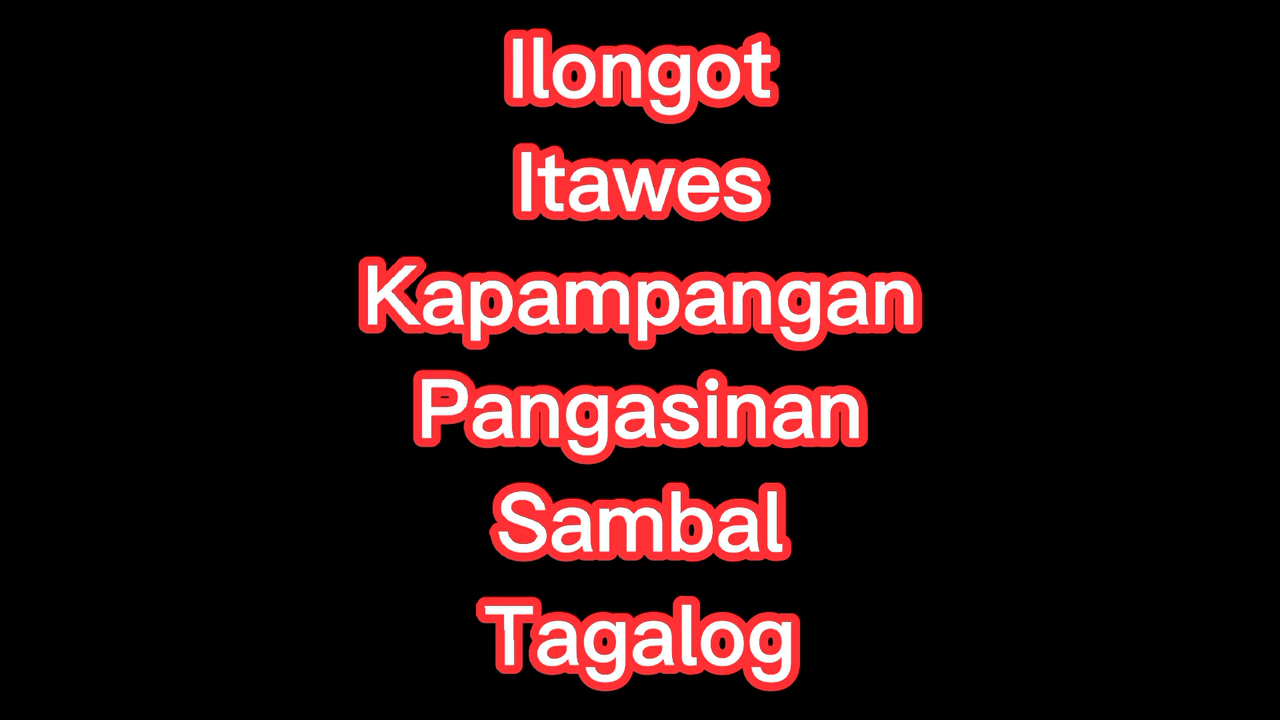 Ilongot
Itawes
Kapampangan
Pangasinan
Sambal
Tagalog